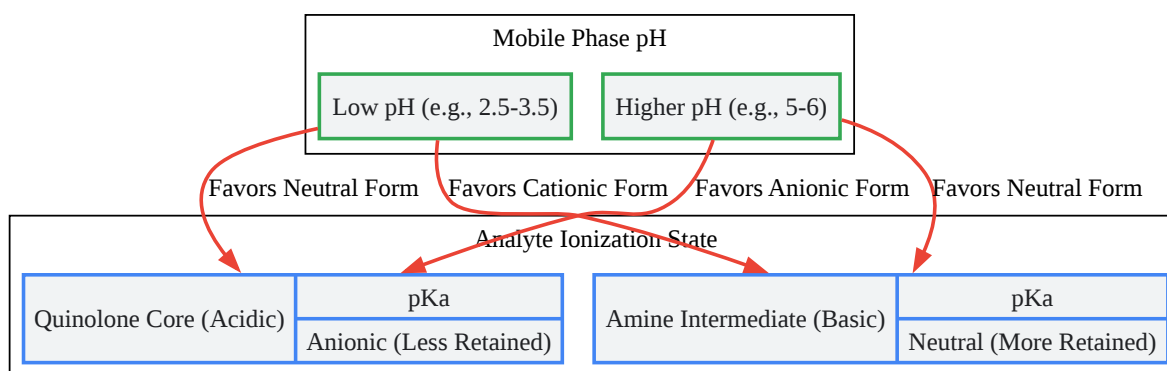 Mobile Phase pH
Low pH (e.g., 2.5-3.5)
Higher pH (e.g., 5-6)
Favors Neutral Form
Favors Cationic Form
Favors Anionic Form
Favors Neutral Form
Analyte Ionization State
Quinolone Core (Acidic)
pKa
Anionic (Less Retained)
Amine Intermediate (Basic)
pKa
Neutral (More Retained)